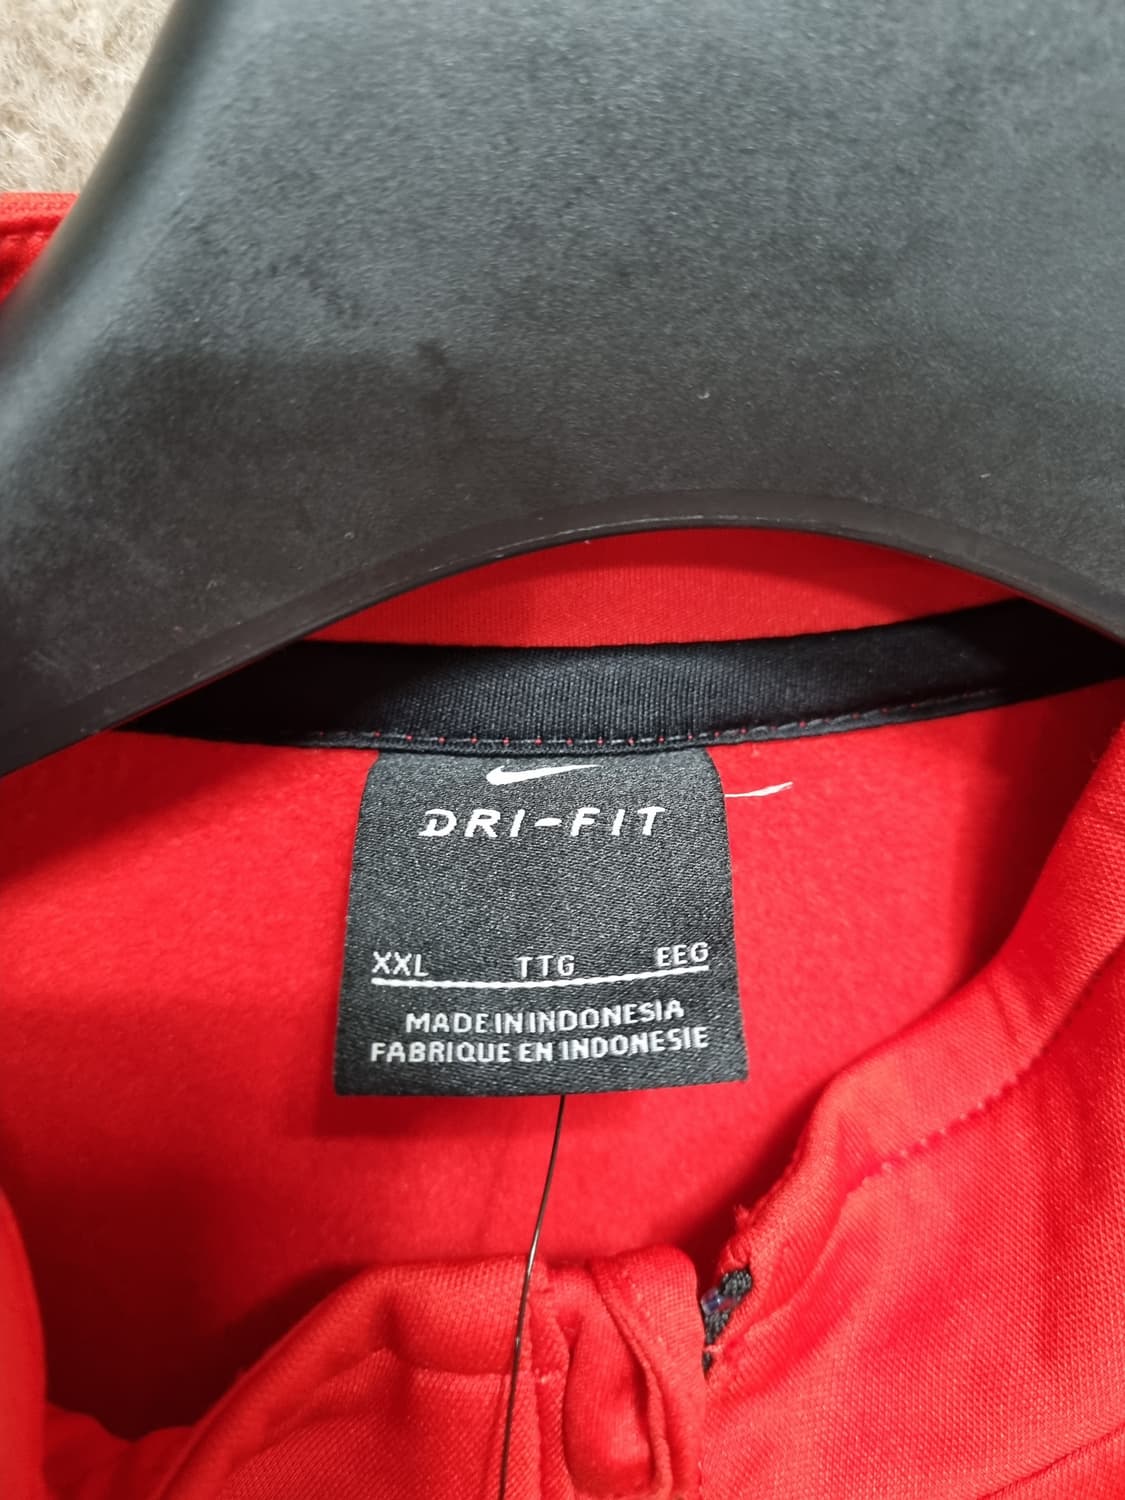 DRI-FIT
XXL TTG EEG
MADE IN INDONESIA
FABRIQUE EN INDONESIE